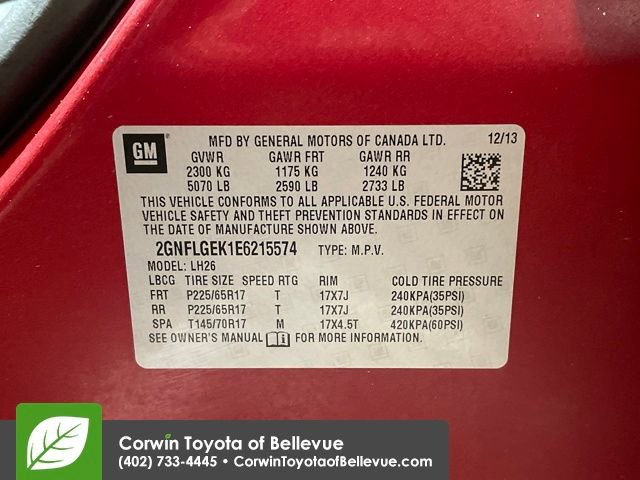 GM
MFD BY GENERAL MOTORS OF CANADA LTD. 12/13
GVWR GAWR FRT GAWR RR
2300 KG 1175 KG 1240 KG
5070 LB 2590 LB 2733 LB
THIS VEHICLE CONFORMS TO ALL APPLICABLE U.S. FEDERAL MOTOR
VEHICLE SAFETY AND THEFT PREVENTION STANDARDS IN EFFECT ON
THE DATE OF MANUFACTURE SHOWN ABOVE.
2GNFLGEK1E6215574 TYPE: M.P.V.
MODEL: LH26
LBCG TIRE SIZE SPEED RTG RIM COLD TIRE PRESSURE
FRT P225/65R17 T 17X7J 240KPA(35PSI)
RR P225/65R17 T 17X7J 240KPA(35PSI)
SPA T145/70R17 M 17X4.5T 420KPA(60PSI)
SEE OWNER'S MANUAL FOR MORE INFORMATION.
Corwin Toyota of Bellevue
(402) 733-4445 • CorwinToyotaofBellevue.com